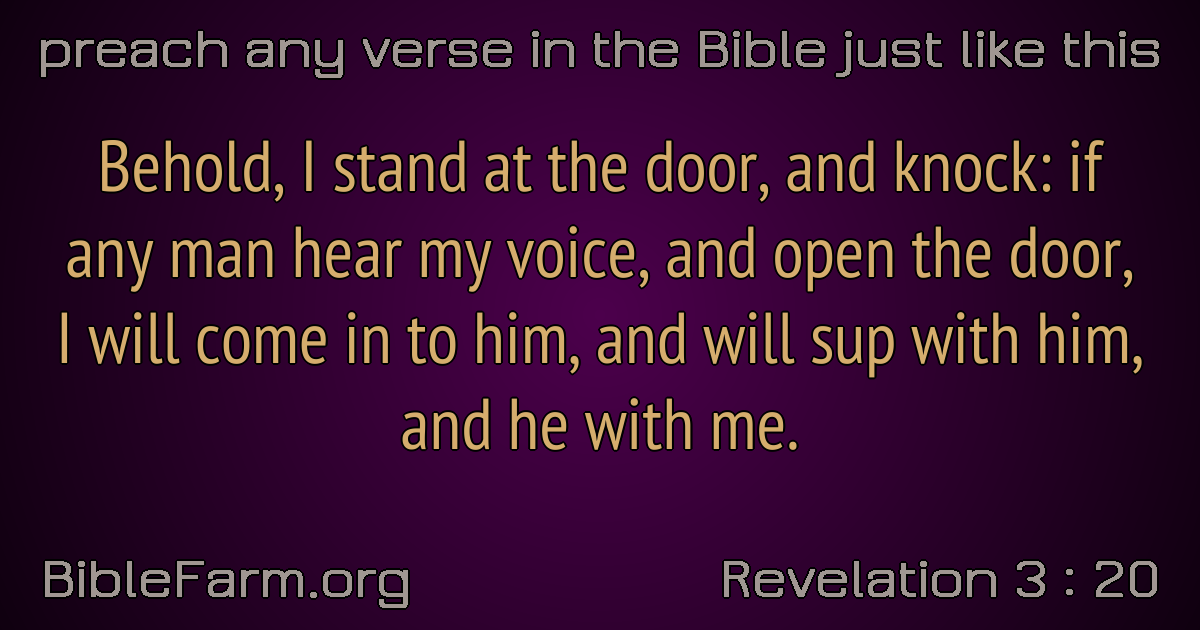 preach any verse in the Bible just like this
Behold, I stand at the door, and knock: if
any man hear my voice, and open the door,
I will come in to him, and will sup with him,
and he with me.
BibleFarm.org
Revelation 3 : 20